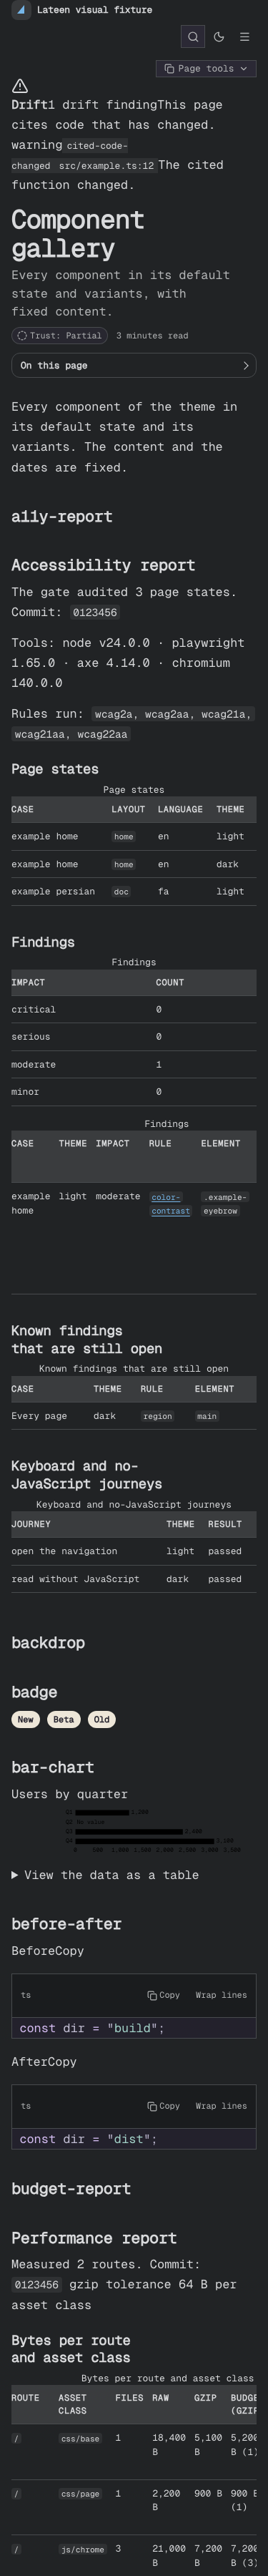 Lateen visual fixture
Page tools
Drift1 drift findingThis page
cites code that has changed.
warning cited-code-
changed src/example.ts:12 The cited
function changed.
Component
gallery
Every component in its default
state and variants, with
fixed content.
Trust: Partial 3 minutes read
On this page
Every component of the theme in
its default state and its
variants. The content and the
dates are fixed.
a11y-report
Accessibility report
The gate audited 3 page states.
Commit: 0123456
Tools: node v24.0.0 · playwright
1.65.0 · axe 4.14.0 · chromium
140.0.0
Rules run: wcag2a, wcag2aa, wcag21a,
wcag21aa, wcag22aa
Page states
Page states
CASE LAYOUT LANGUAGE THEME
example home home en light
example home home en dark
example persian doc fa light
Findings
Findings
IMPACT COUNT
critical 0
serious 0
moderate 1
minor 0
Findings
CASE THEME IMPACT RULE ELEMENT
example light moderate color- .example-
home contrast eyebrow
Known findings
that are still open
Known findings that are still open
CASE THEME RULE ELEMENT
Every page dark region main
Keyboard and no-
JavaScript journeys
Keyboard and no-JavaScript journeys
JOURNEY THEME RESULT
open the navigation light passed
read without JavaScript dark passed
backdrop
badge
New Beta Old
bar-chart
Users by quarter
No value
View the data as a table
before-after
BeforeCopy
ts Copy Wrap lines
const dir = "build";
AfterCopy
ts Copy Wrap lines
const dir = "dist";
budget-report
Performance report
Measured 2 routes. Commit:
0123456 gzip tolerance 64 B per
asset class
Bytes per route
and asset class
Bytes per route and asset class
ROUTE ASSET FILES RAW GZIP BUDGE
CLASS (GZIP
/ css/base 1 18,400 5,100 5,200
B B B (1)
/ css/page 1 2,200 900 B 900 B
B (1)
/ js/chrome 3 21,000 7,200 7,200
B B B (3)